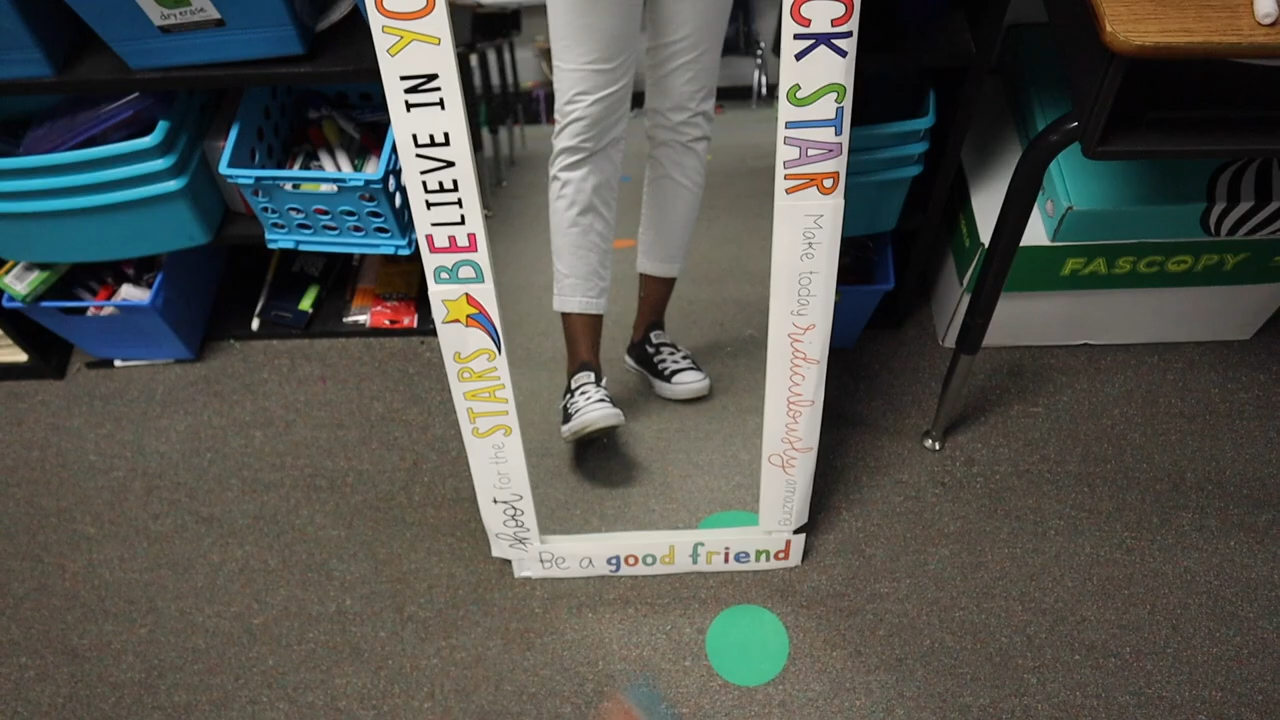 dry erase
BELIEVE IN YO
shoot for the STARS
CK STAR
Make today ridiculously amazing
Be a good friend
FASCOPY